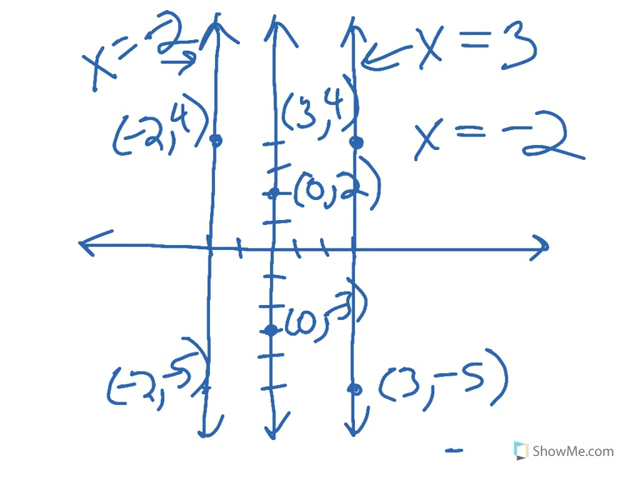 x=-2
x=3
(-2,4)
(3,4)
x=-2
(0,2)
(0,-3)
(-2,-5)
(3,-5)
-
ShowMe.com